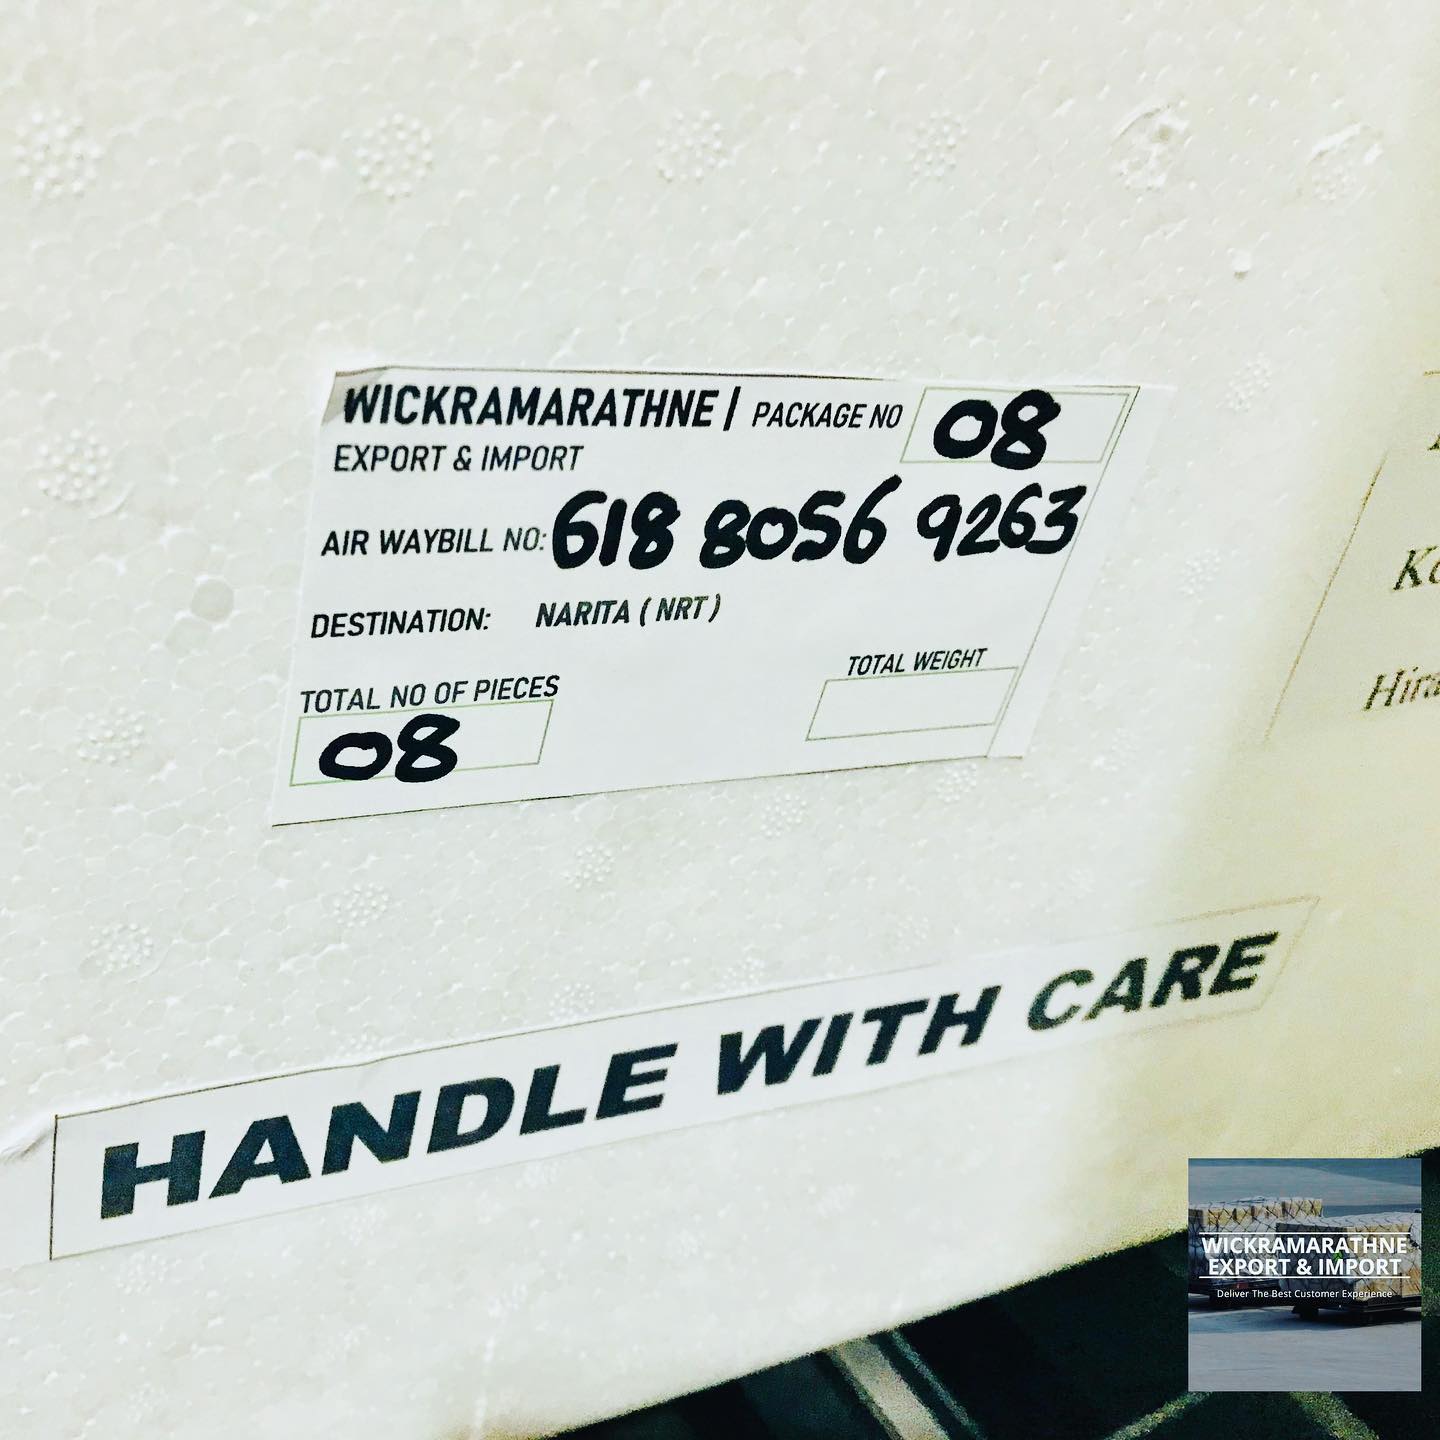 WICKRAMARATHNE | PACKAGE NO 08
EXPORT & IMPORT
AIR WAYBILL NO: 618 8056 9263
DESTINATION: NARITA ( NRT )
TOTAL NO OF PIECES
08
TOTAL WEIGHT
HANDLE WITH CARE
WICKRAMARATHNE
EXPORT & IMPORT
Deliver The Best Customer Experience